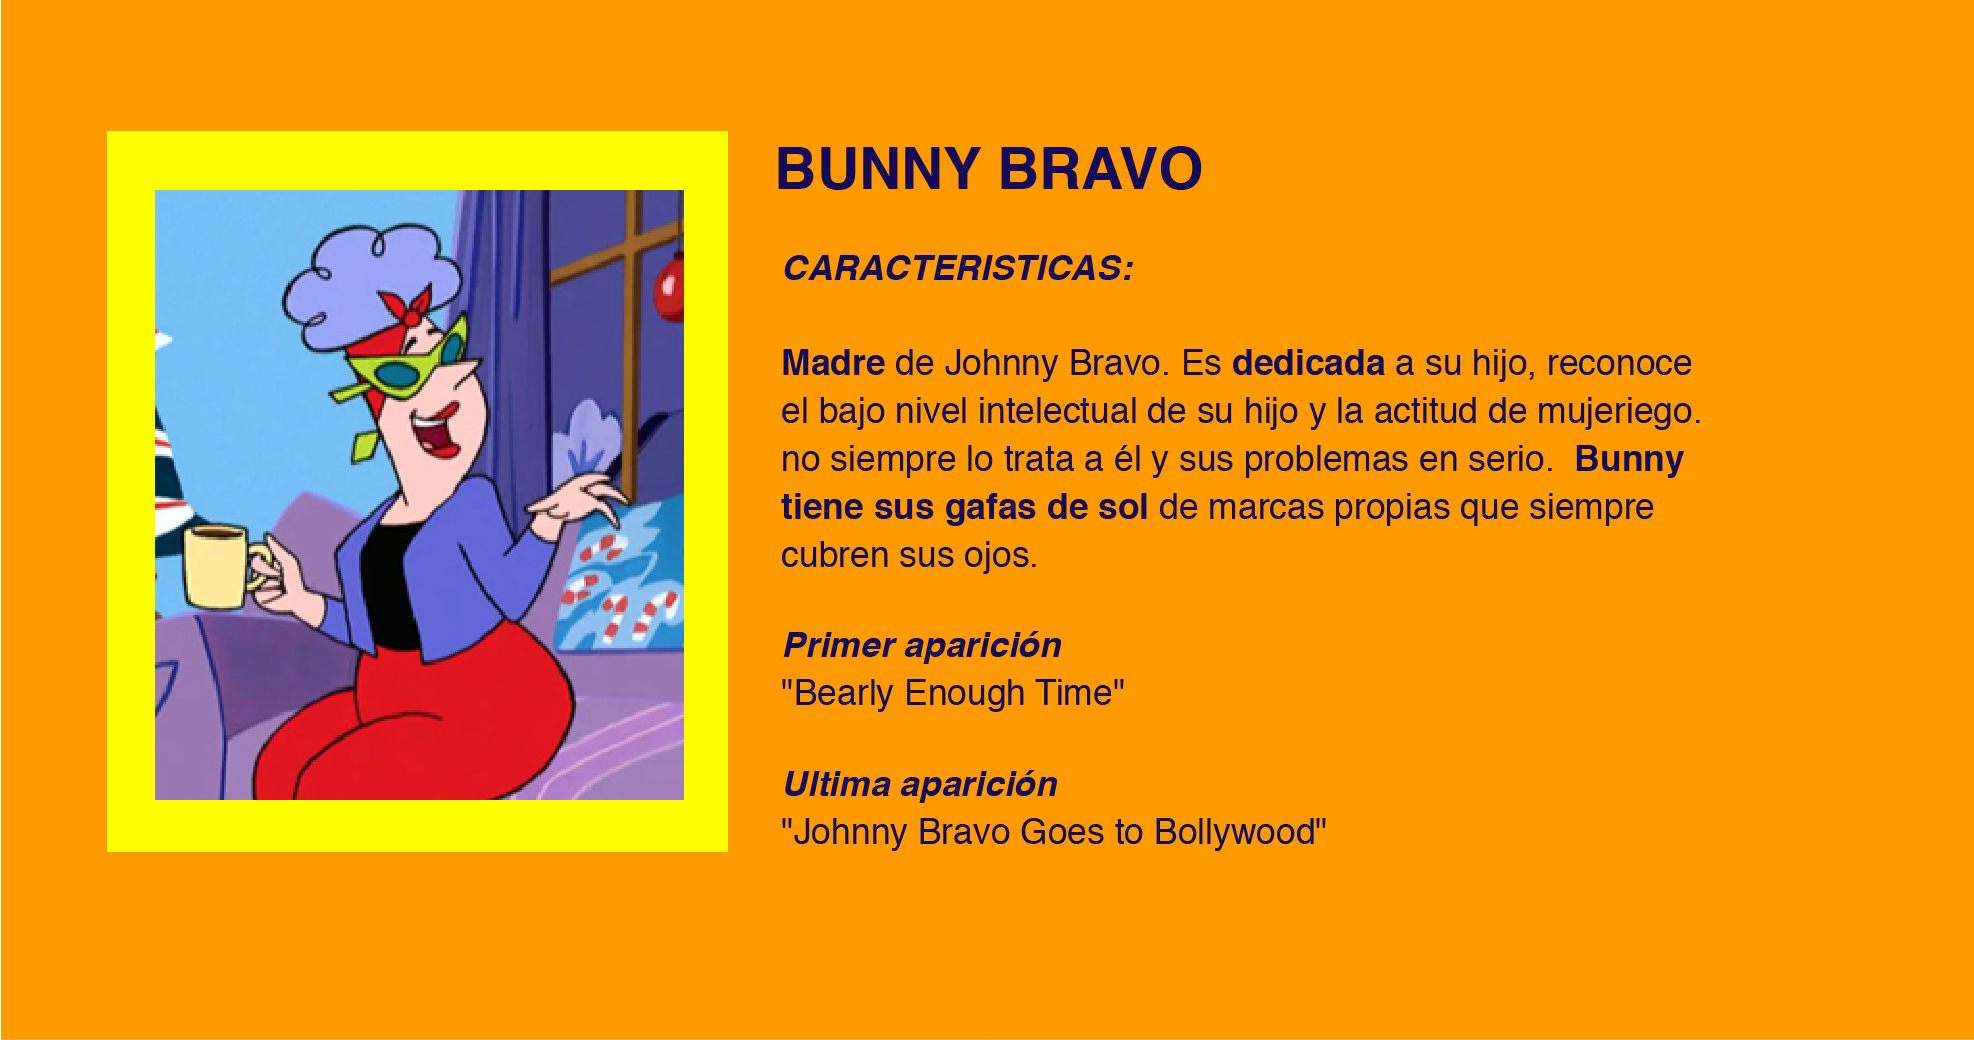 BUNNY BRAVO
CARACTERISTICAS:
Madre de Johnny Bravo. Es dedicada a su hijo, reconoce
el bajo nivel intelectual de su hijo y la actitud de mujeriego.
no siempre lo trata a él y sus problemas en serio.  Bunny
tiene sus gafas de sol de marcas propias que siempre
cubren sus ojos.
Primer aparición
"Bearly Enough Time"
Ultima aparición
"Johnny Bravo Goes to Bollywood"